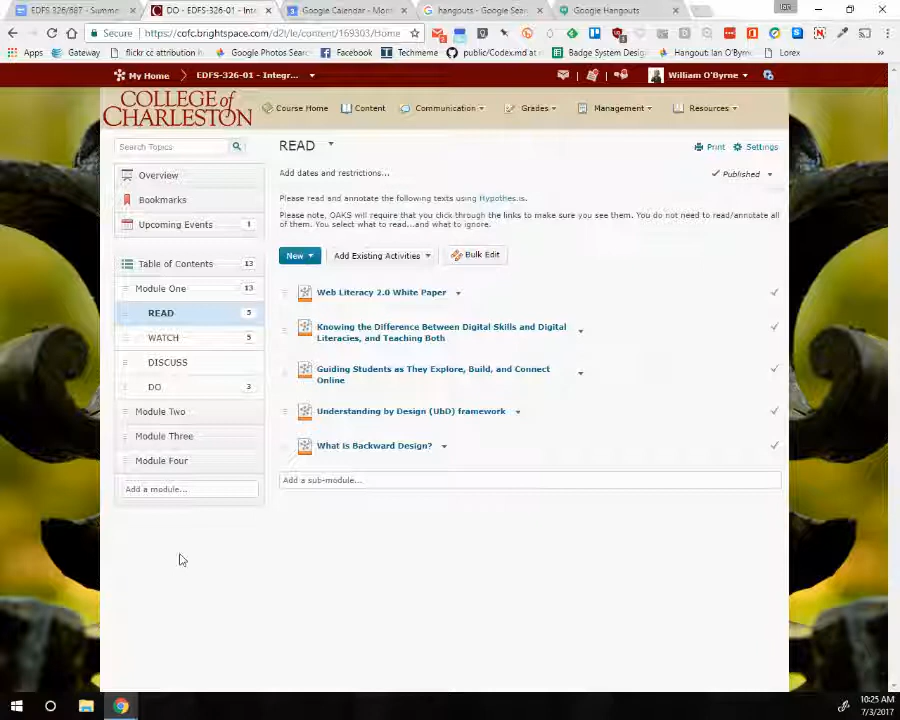 EDFS 326/687 - Summe
DO - EDFS-326-01 - Inte
Google Calendar - Mon
hangouts - Google Sear
Google Hangouts
Secure
https://cofc.brightspace.com/d2l/le/content/169303/Home
Apps
Gateway
flickr cc attribution h
Google Photos Search
Facebook
Techmeme
public/Codex.md at
Badge System Design
Hangout: Ian O'Byrne
Lorex
My Home
EDFS-326-01 - Integr...
William O'Byrne
COLLEGE of
CHARLESTON
Course Home
Content
Communication
Grades
Management
Resources
Search Topics
READ
Print
Settings
Overview
Add dates and restrictions...
Published
Bookmarks
Please read and annotate the following texts using Hypothes.is.
Upcoming Events
1
Please note, OAKS will require that you click through the links to make sure you see them. You do not need to read/annotate all
of them. You select what to read...and what to ignore.
New
Add Existing Activities
Bulk Edit
Table of Contents
13
Module One
13
Web Literacy 2.0 White Paper
READ
5
Knowing the Difference Between Digital Skills and Digital
Literacies, and Teaching Both
WATCH
5
DISCUSS
Guiding Students as They Explore, Build, and Connect
Online
DO
3
Module Two
Understanding by Design (UbD) framework
Module Three
What is Backward Design?
Module Four
Add a sub-module...
Add a module...
10:25 AM
7/3/2017